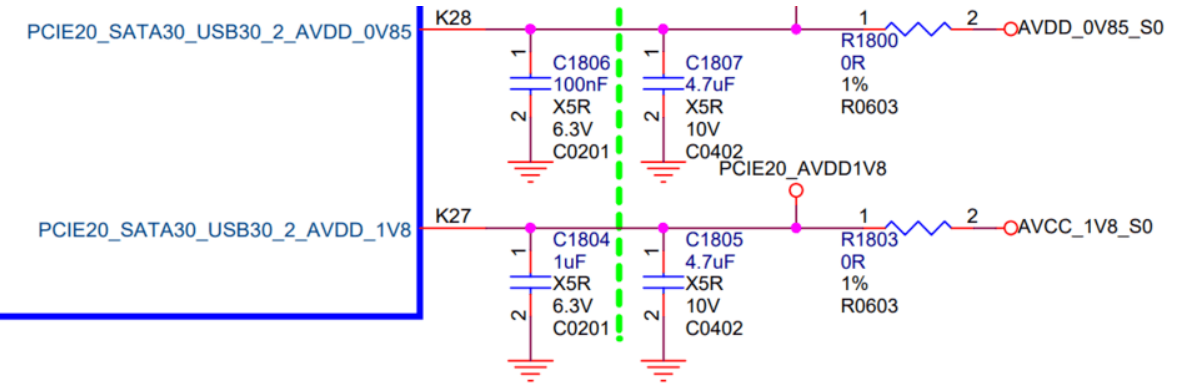 PCIE20_SATA30_USB30_2_AVDD_0V85
K28
1
2
AVDD_0V85_S0
R1800
0R
1%
R0603
1
2
C1806
100nF
X5R
6.3V
C0201
1
2
C1807
4.7uF
X5R
10V
C0402
PCIE20_AVDD1V8
PCIE20_SATA30_USB30_2_AVDD_1V8
K27
1
2
AVCC_1V8_S0
R1803
0R
1%
R0603
1
2
C1804
1uF
X5R
6.3V
C0201
1
2
C1805
4.7uF
X5R
10V
C0402